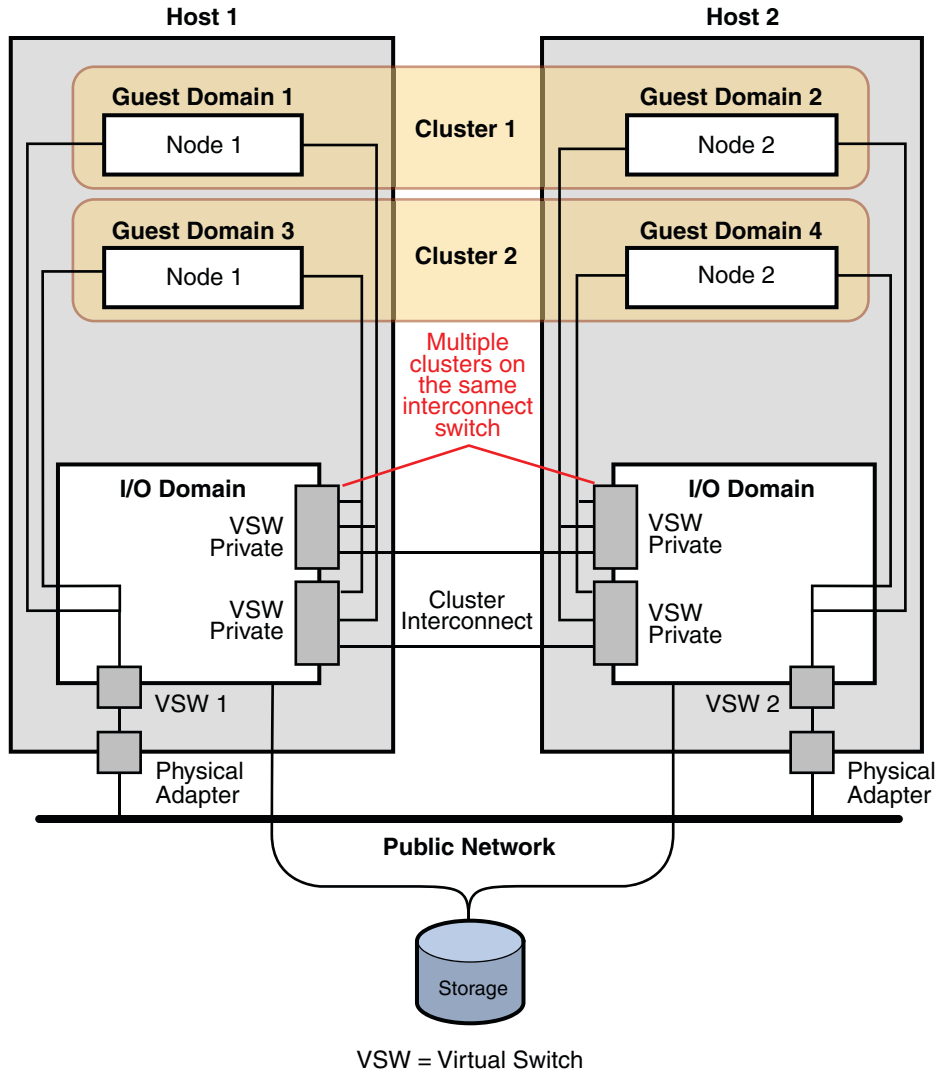 Host 1
Host 2
Guest Domain 1
Node 1
Cluster 1
Guest Domain 2
Node 2
Guest Domain 3
Node 1
Cluster 2
Guest Domain 4
Node 2
Multiple
clusters on
the same
interconnect
switch
I/O Domain
VSW
Private
VSW
Private
I/O Domain
VSW
Private
VSW
Private
Cluster
Interconnect
VSW 1
VSW 2
Physical
Adapter
Physical
Adapter
Public Network
Storage
VSW = Virtual Switch